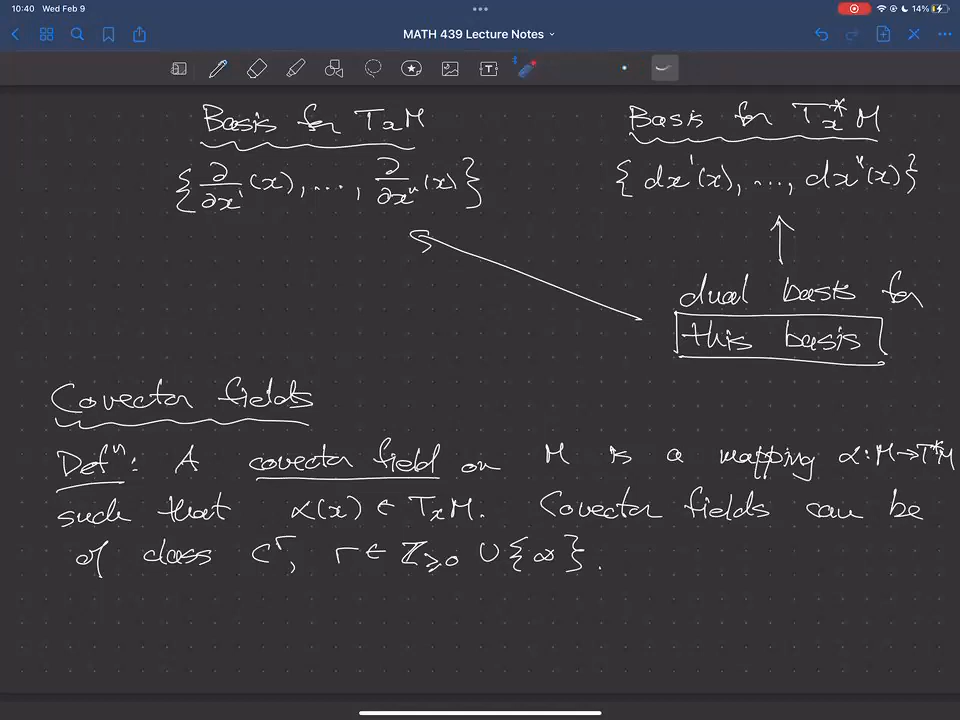 10:40 Wed Feb 9
14%
MATH 439 Lecture Notes
Basis for TₓM
Basis for Tₓ*M
{∂/∂x¹(x), ..., ∂/∂xⁿ(x)}
{dx¹(x), ..., dxⁿ(x)}
dual basis for
this basis
Covector fields
Defⁿ: A covector field on M is a mapping α: M→T*M
such that α(x) ∈ TₓM. Covector fields can be
of class Cʳ, r ∈ ℤ≥0 ∪ {∞}.